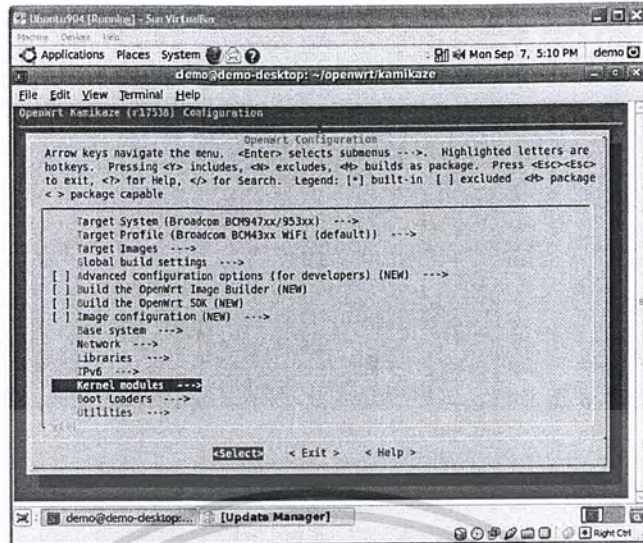 Ubuntu904 [Running] - Sun VirtualBox
Machine Devices Help
Applications Places System
Mon Sep 7, 5:10 PM demo
demo@demo-desktop: ~/openwrt/kamikaze
File Edit View Terminal Help
OpenWrt Kamikaze (r17538) Configuration
OpenWrt Configuration
Arrow keys navigate the menu. <Enter> selects submenus --->. Highlighted letters are
hotkeys. Pressing <Y> includes, <N> excludes, <M> builds as package. Press <Esc><Esc>
to exit, <?> for Help, </> for Search. Legend: [*] built-in [ ] excluded <M> package
< > package capable
Target System (Broadcom BCM947xx/953xx) --->
Target Profile (Broadcom BCM43xx WiFi (default)) --->
Target Images --->
Global build settings --->
[ ] Advanced configuration options (for developers) (NEW) --->
[ ] Build the OpenWrt Image Builder (NEW)
[ ] Build the OpenWrt SDK (NEW)
[ ] Image configuration (NEW) --->
Base system --->
Network --->
Libraries --->
IPv6 --->
Kernel modules --->
Boot Loaders --->
Utilities --->
<Select> < Exit > < Help >
demo@demo-desktop:... [Update Manager]
Right Ctrl